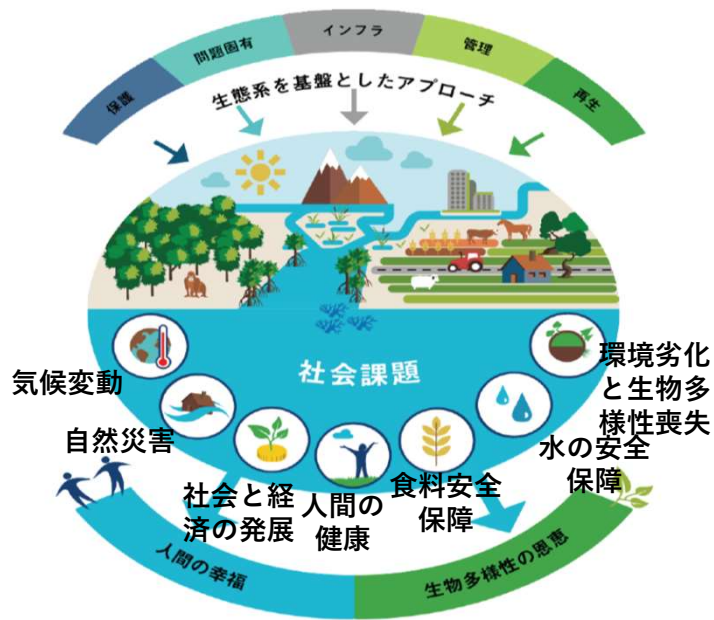 保護
問題固有
インフラ
管理
再生
生態系を基盤としたアプローチ
社会課題
気候変動
自然災害
社会と経
済の発展
人間の
健康
食料安全
保障
水の安全
保障
環境劣化
と生物多
様性喪失
人間の幸福
生物多様性の恩恵